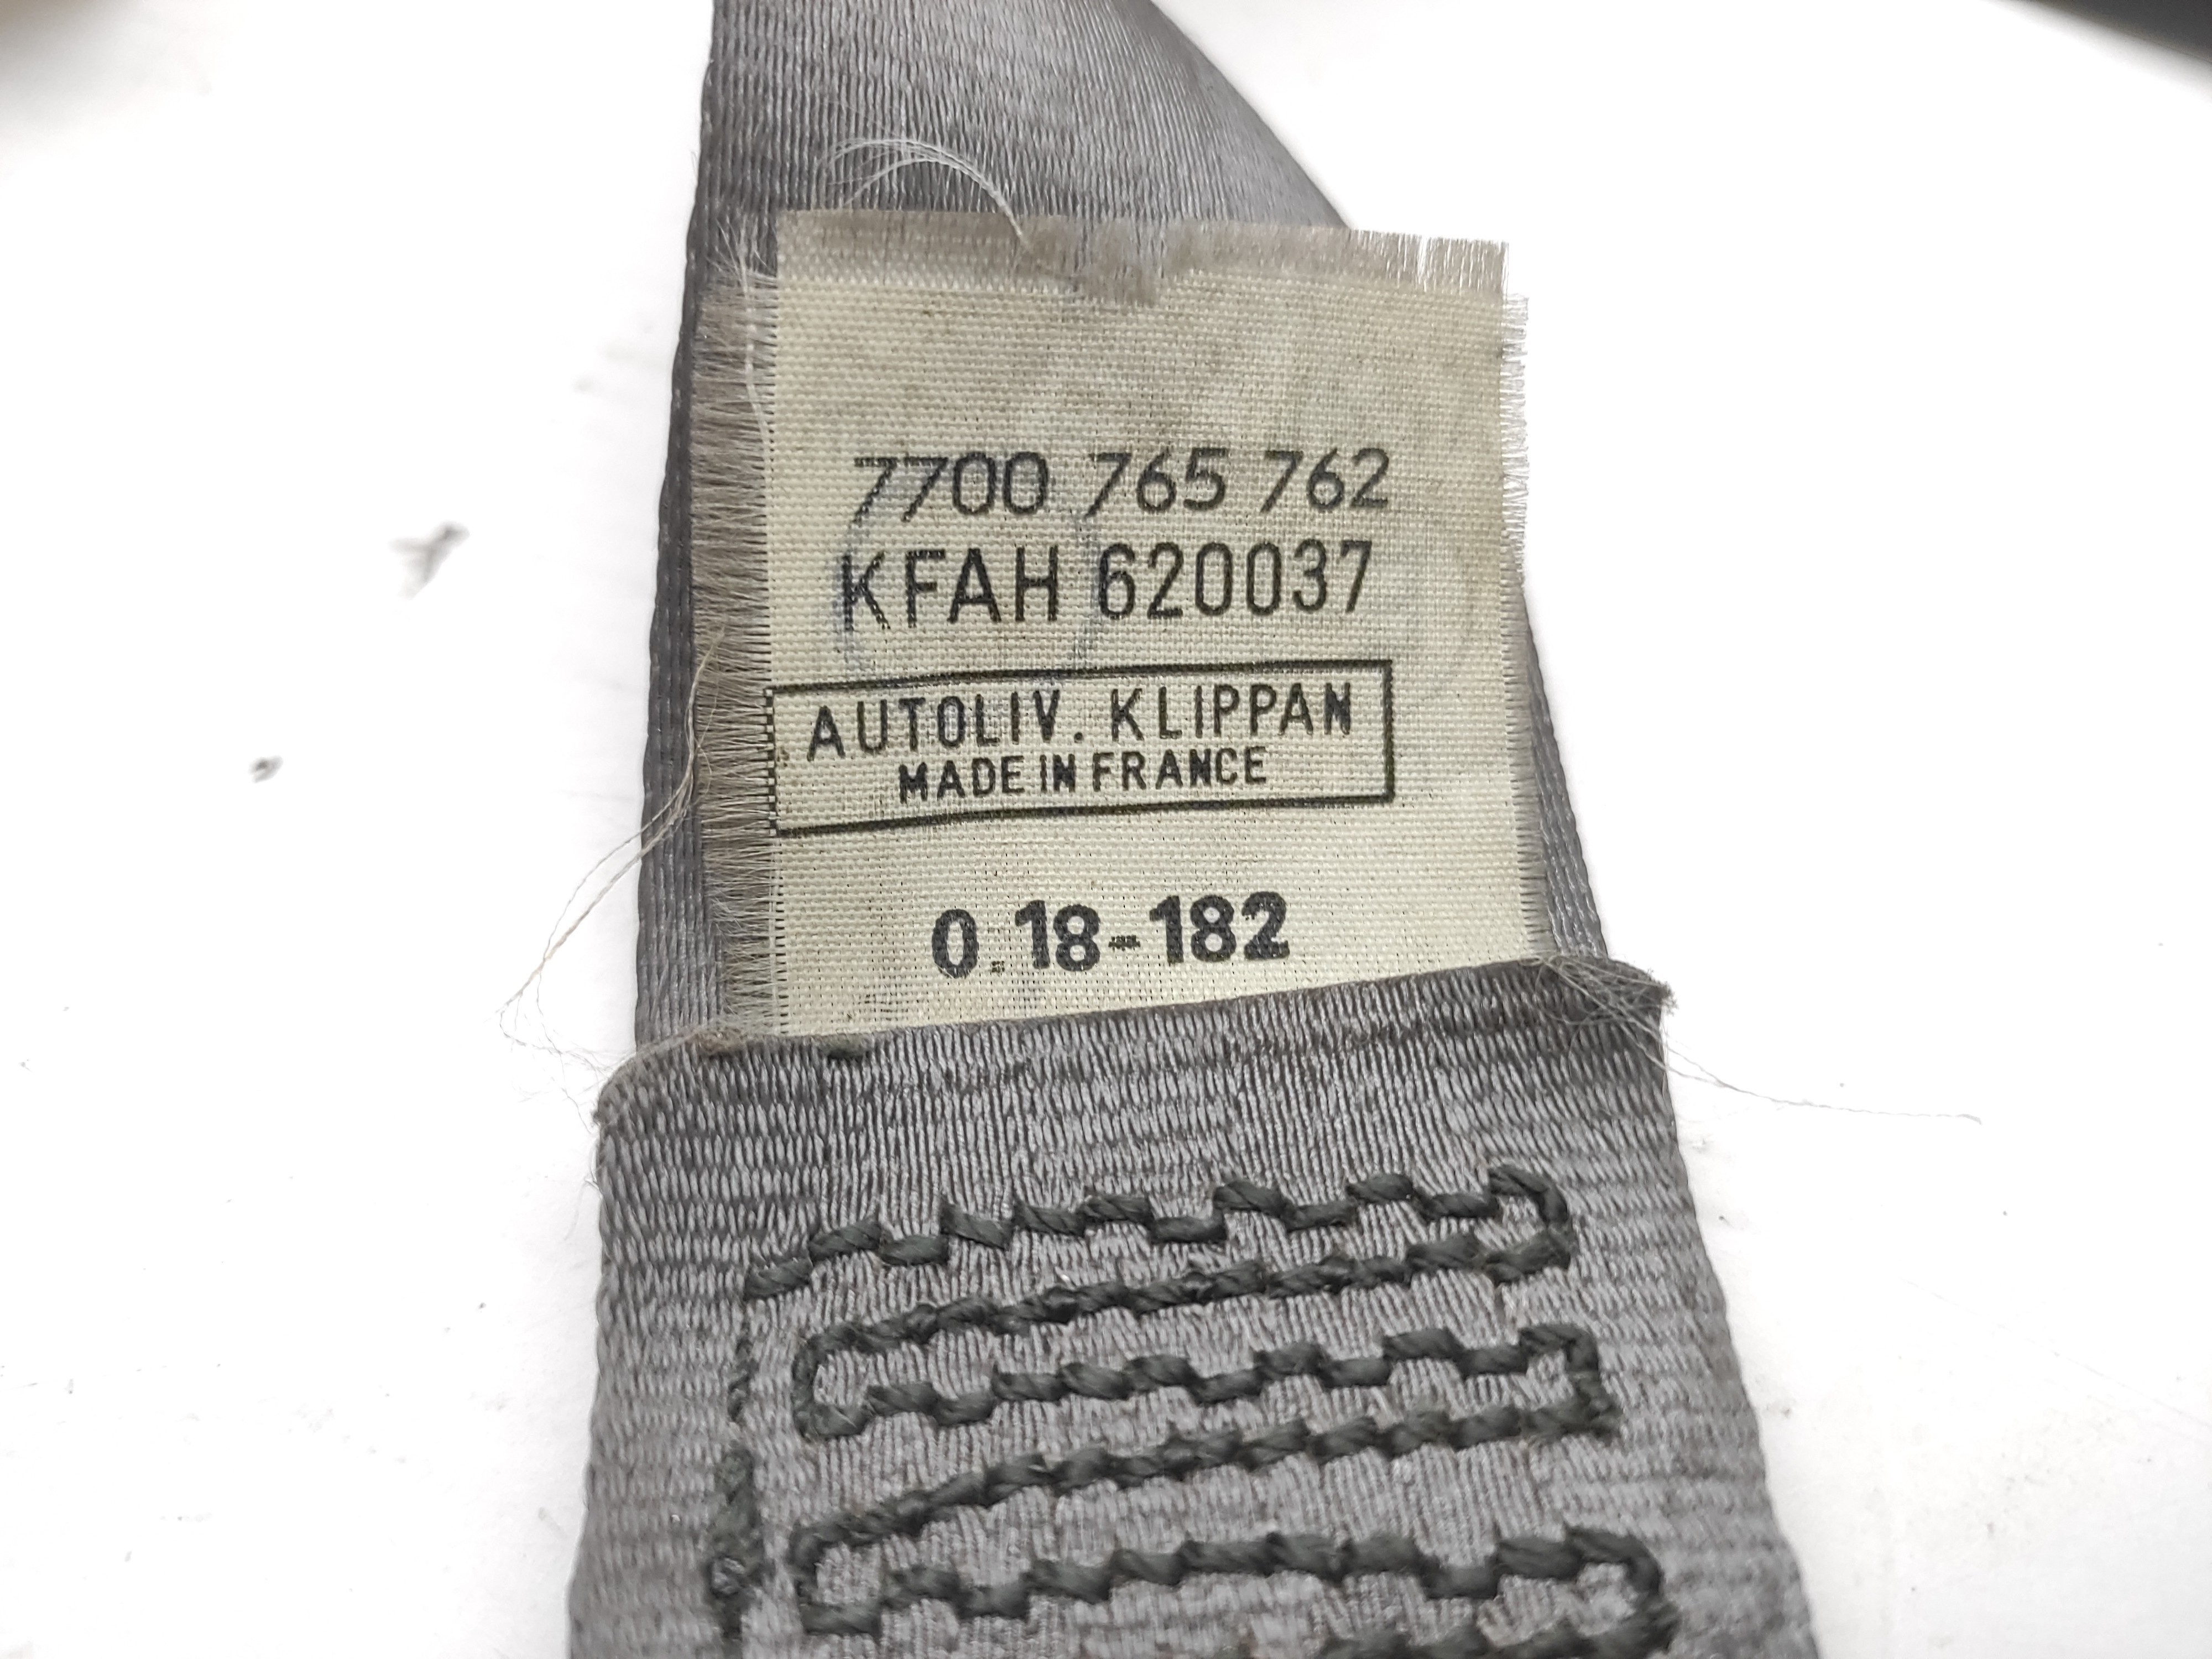 7700 765 762
KFAH 620037
AUTOLIV. KLIPPAN
MADE IN FRANCE
0.18-182